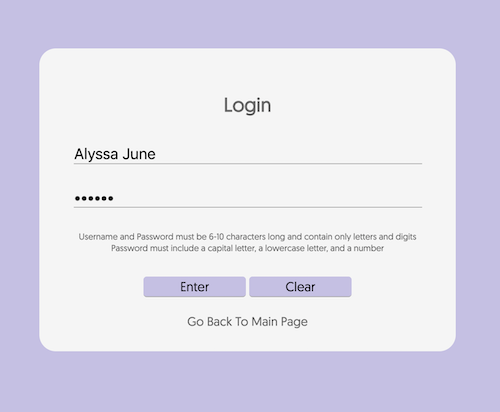 Login
Alyssa June
••••••
Username and Password must be 6-10 characters long and contain only letters and digits
Password must include a capital letter, a lowercase letter, and a number
Enter Clear
Go Back To Main Page